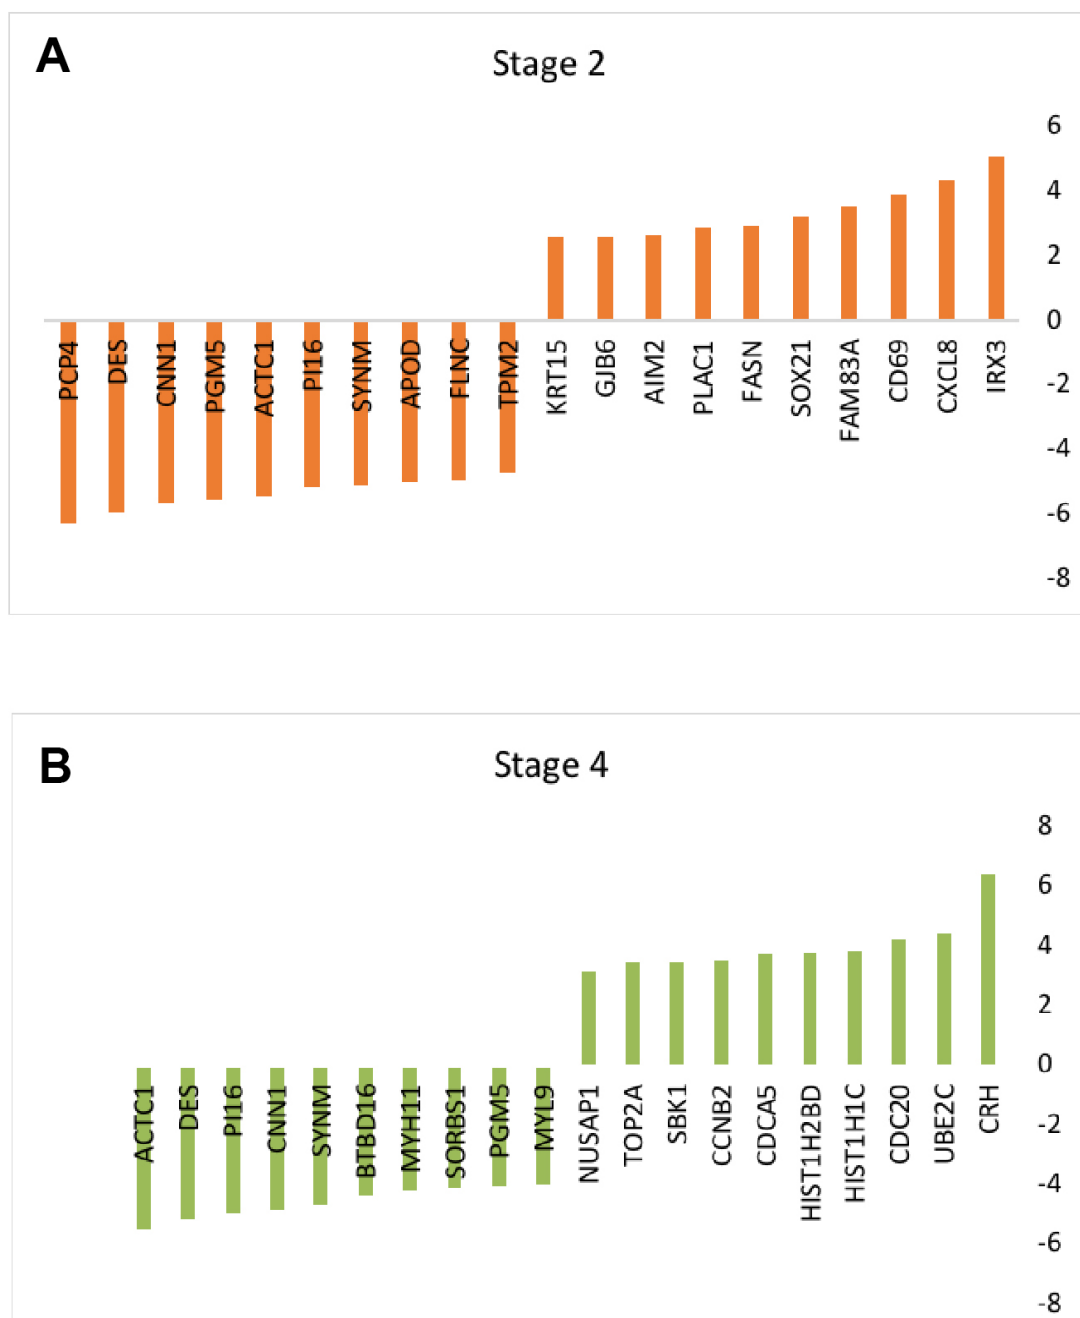 A
Stage 2
6
4
2
0
-2
-4
-6
-8
PCP4
DES
CNN1
PGM5
ACTC1
PI16
SYNM
APOD
FLNC
TPM2
KRT15
GJB6
AIM2
PLAC1
FASN
SOX21
FAM83A
CD69
CXCL8
IRX3
B
Stage 4
8
6
4
2
0
-2
-4
-6
-8
ACTC1
DES
PI16
CNN1
SYNM
BTBD16
MYH11
SORBS1
PGM5
MYL9
NUSAP1
TOP2A
SBK1
CCNB2
CDCA5
HIST1H2BD
HIST1H1C
CDC20
UBE2C
CRH